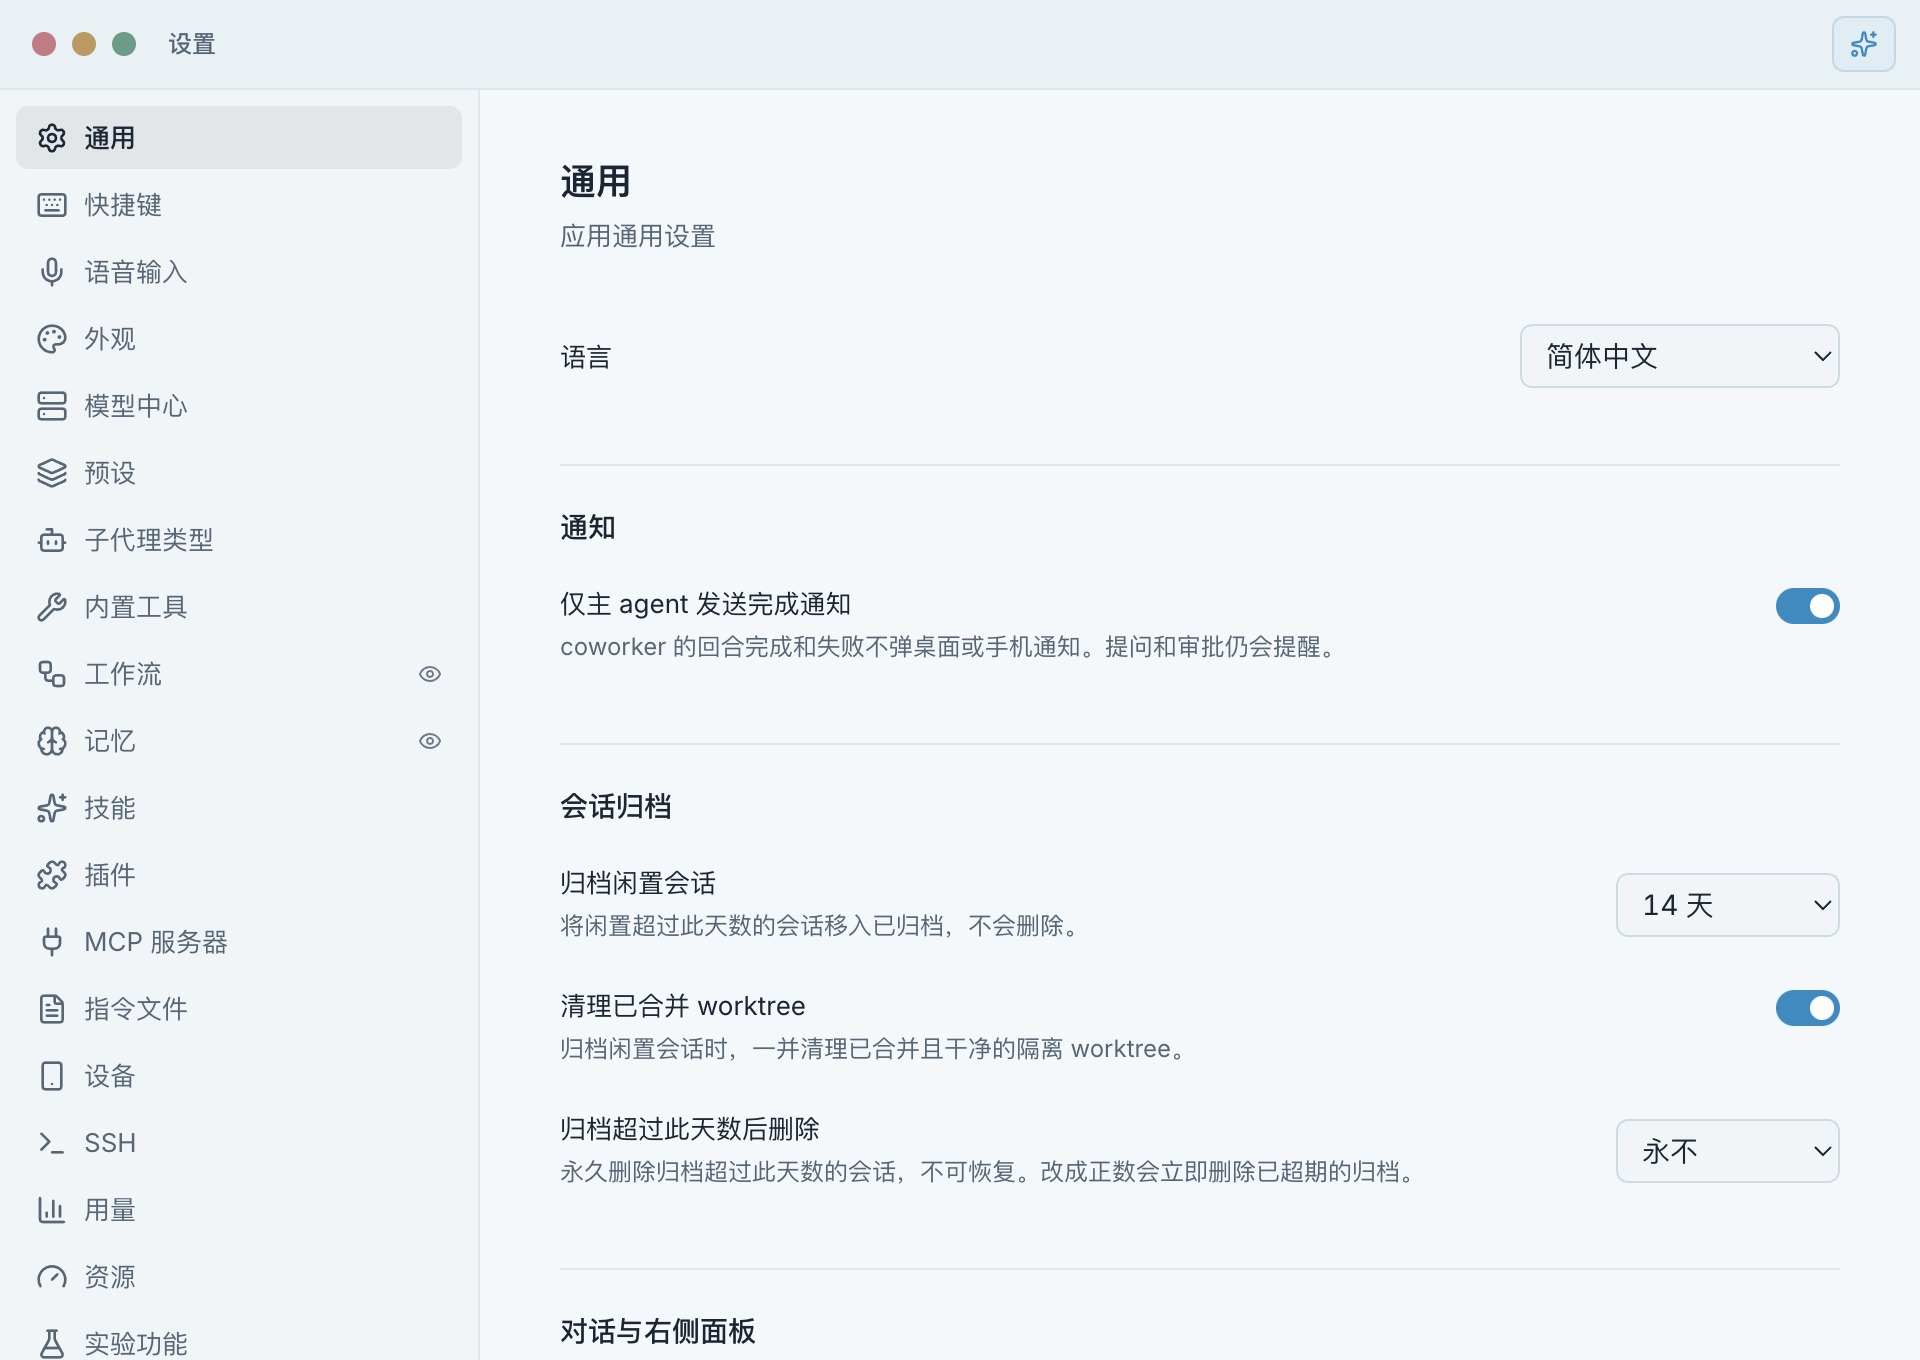 设置
通用
快捷键
语音输入
外观
模型中心
预设
子代理类型
内置工具
工作流
记忆
技能
插件
MCP 服务器
指令文件
设备
SSH
用量
资源
实验功能
通用
应用通用设置
语言
简体中文
通知
仅主 agent 发送完成通知
coworker 的回合完成和失败不弹桌面或手机通知。提问和审批仍会提醒。
会话归档
归档闲置会话
14 天
将闲置超过此天数的会话移入已归档，不会删除。
清理已合并 worktree
归档闲置会话时，一并清理已合并且干净的隔离 worktree。
归档超过此天数后删除
永不
永久删除归档超过此天数的会话，不可恢复。改成正数会立即删除已超期的归档。
对话与右侧面板